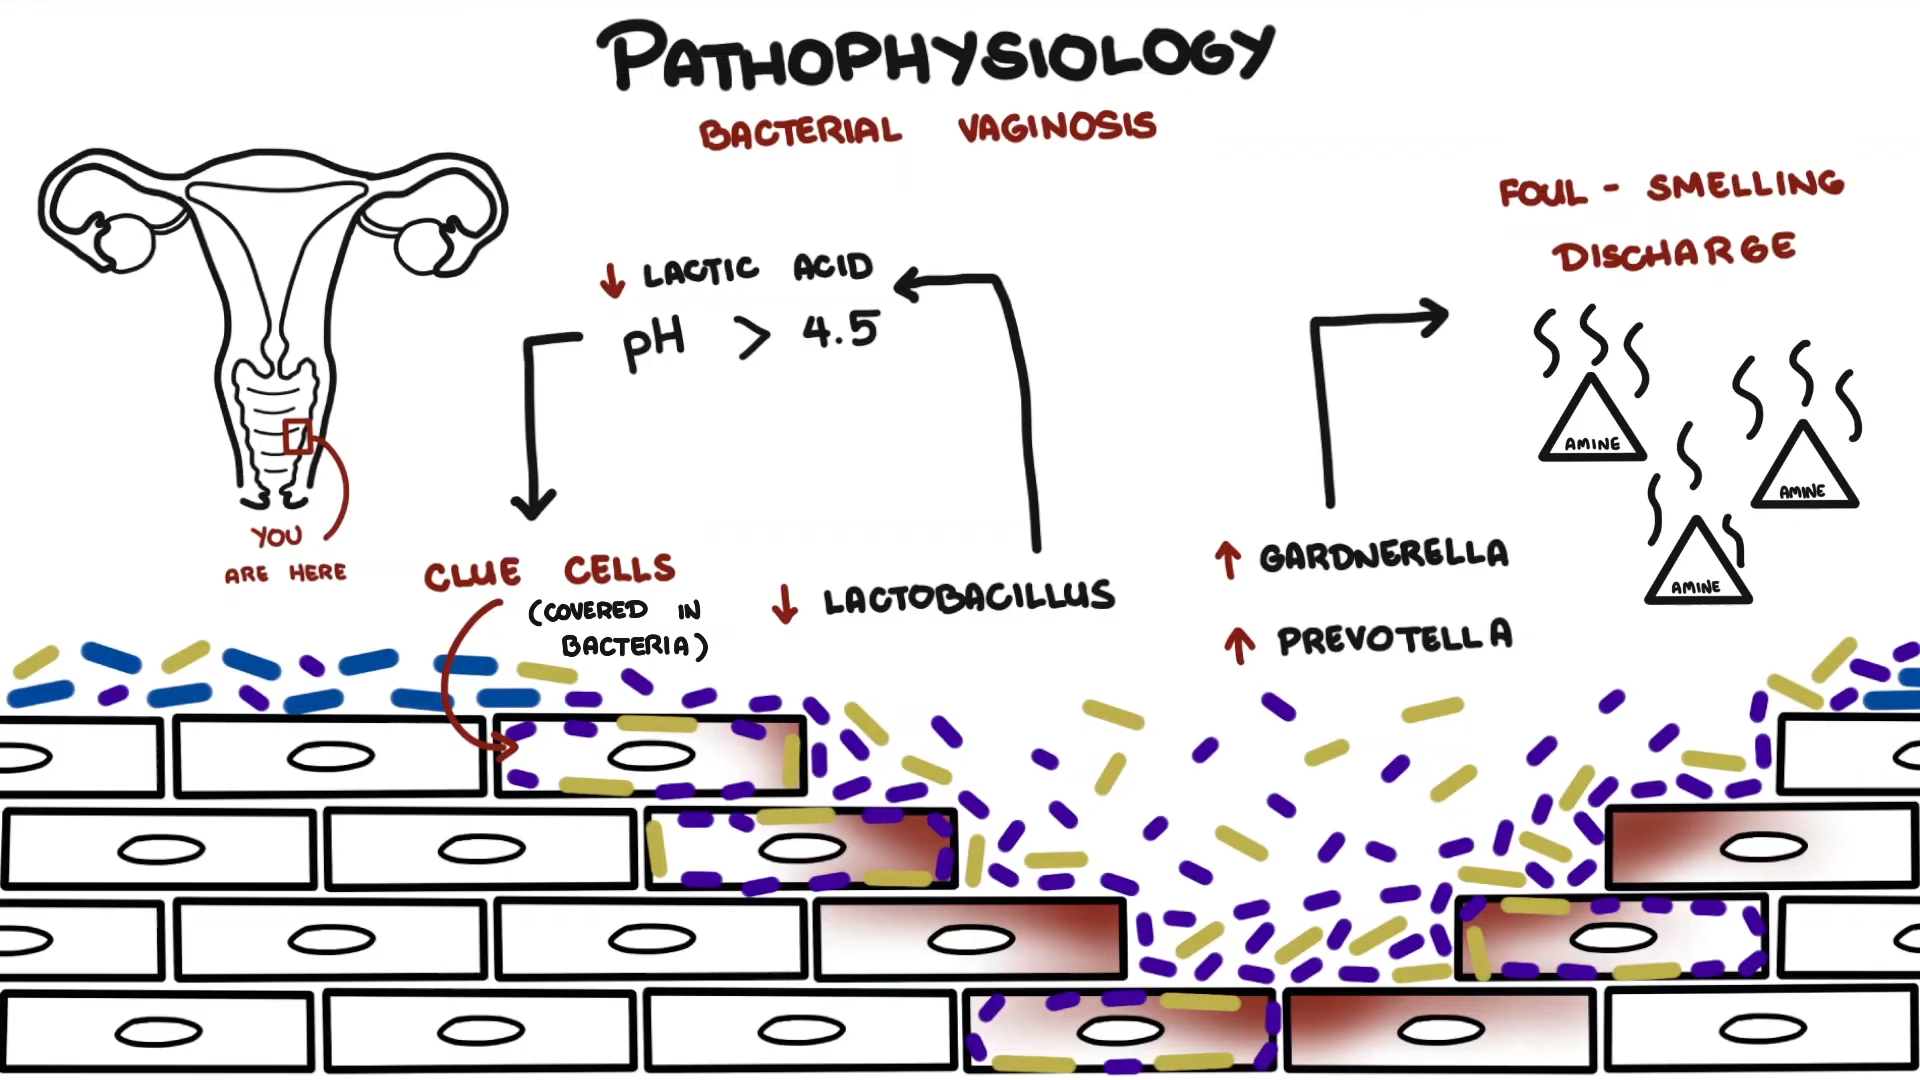 PATHOPHYSIOLOGY
BACTERIAL VAGINOSIS
YOU
ARE HERE
↓ LACTIC ACID
pH > 4.5
CLUE CELLS
(COVERED IN
BACTERIA)
↓ LACTOBACILLUS
↑ GARDNERELLA
↑ PREVOTELLA
FOUL - SMELLING
DISCHARGE
AMINE
AMINE
AMINE